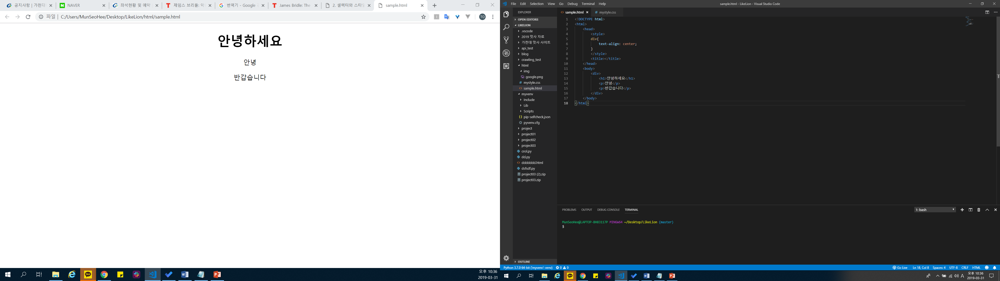 공지사항 | 가천대
NAVER
좌석현황 및 예약
제임스 브리들: 악
번역기 - Google
James Bridle: The
2. 셀렉터와 스타일
sample.html
파일 | C:/Users/MunSeoHee/Desktop/LikeLion/html/sample.html
TO
안녕하세요
안녕
반갑습니다
TALK
오후 10:36
2019-03-31
File Edit Selection View Go Debug Terminal Help
sample.html - LikeLion - Visual Studio Code
EXPLORER
OPEN EDITORS
LIKELION
.vscode
2019 멋사 자료
가천대 멋사 사이트
api_test
blog
crawling_test
html
img
google.png
mystyle.css
sample.html
myvenv
Include
Lib
Scripts
pip-selfcheck.json
pyvenv.cfg
project
project01
project02
project03
crol.py
dd.py
ddddddd.html
dsfsdf.py
project03 (2).zip
project03.zip
OUTLINE
sample.html mystyle.css
1 <!DOCTYPE html>
2 <html>
3 <head>
4 <style>
5 div{
6 text-align: center;
7 }
8 </style>
9 <title></title>
10 </head>
11 <body>
12 <div>
13 <h1>안녕하세요</h1>
14 <p>안녕</p>
15 <p>반갑습니다</p>
16 </div>
17 </body>
18 </html>
PROBLEMS OUTPUT DEBUG CONSOLE TERMINAL
1: bash
MunSeoHee@LAPTOP-BH83117P MINGW64 ~/Desktop/LikeLion (master)
$
Python 3.7.0 64-bit ('myvenv': venv) 0 0
Go Live Ln 18, Col 8 Spaces: 4 UTF-8 CRLF HTML
TALK
A
오후 10:36
2019-03-31